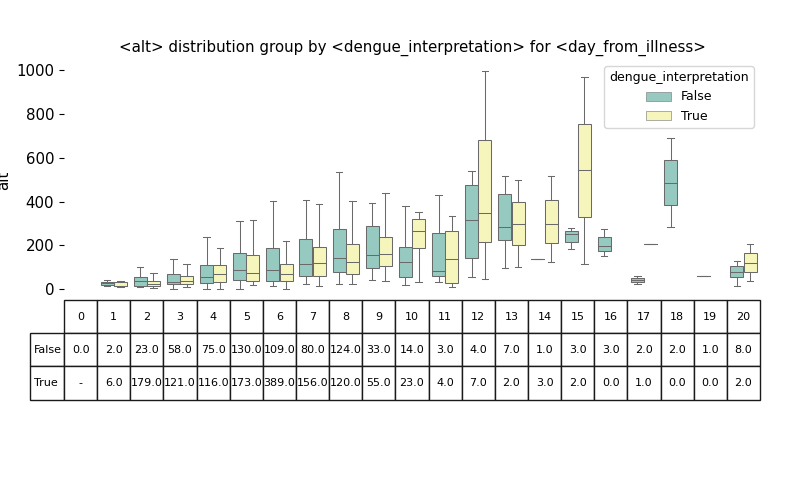 <alt> distribution group by <dengue_interpretation> for <day_from_illness>
1000
800
600
400
200
0
alt
dengue_interpretation
False
True
0 1 2 3 4 5 6 7 8 9 10 11 12 13 14 15 16 17 18 19 20
False 0.0 2.0 23.0 58.0 75.0 130.0 109.0 80.0 124.0 33.0 14.0 3.0 4.0 7.0 1.0 3.0 3.0 2.0 2.0 1.0 8.0
True - 6.0 179.0 121.0 116.0 173.0 389.0 156.0 120.0 55.0 23.0 4.0 7.0 2.0 3.0 2.0 0.0 1.0 0.0 0.0 2.0